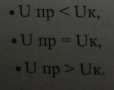 • U пр < Uк,
• U пр = Uк,
• U пр > Uк.